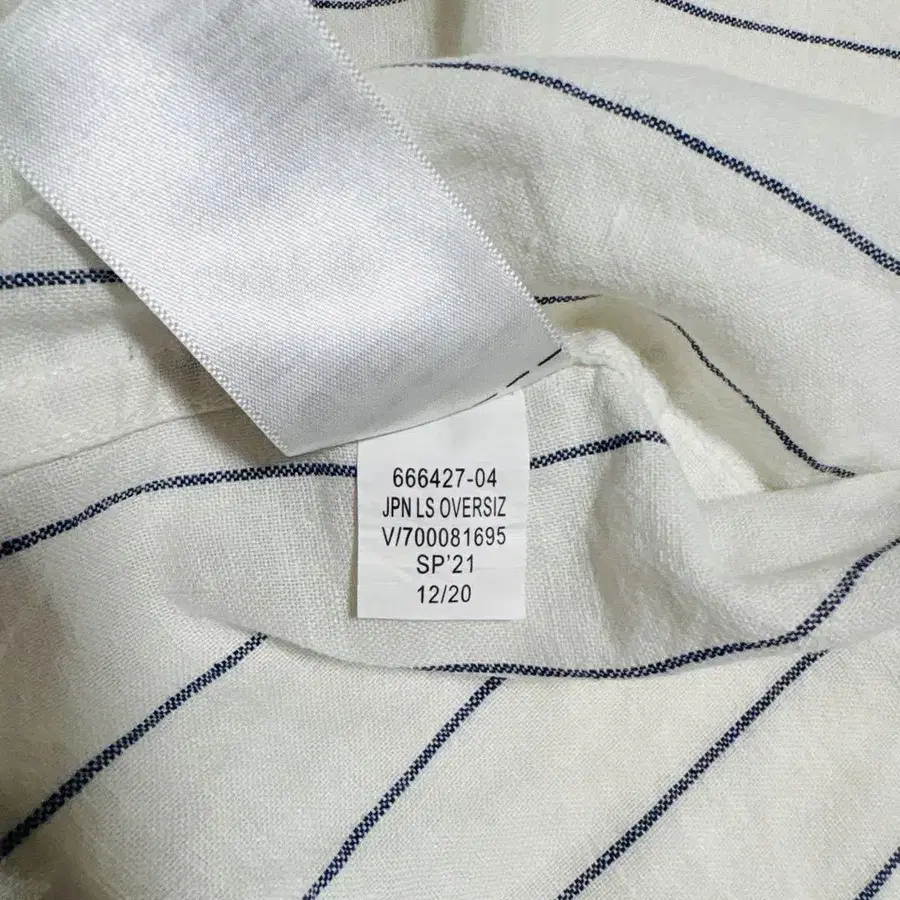 666427-04
JPN LS OVERSIZ
V/700081695
SP'21
12/20